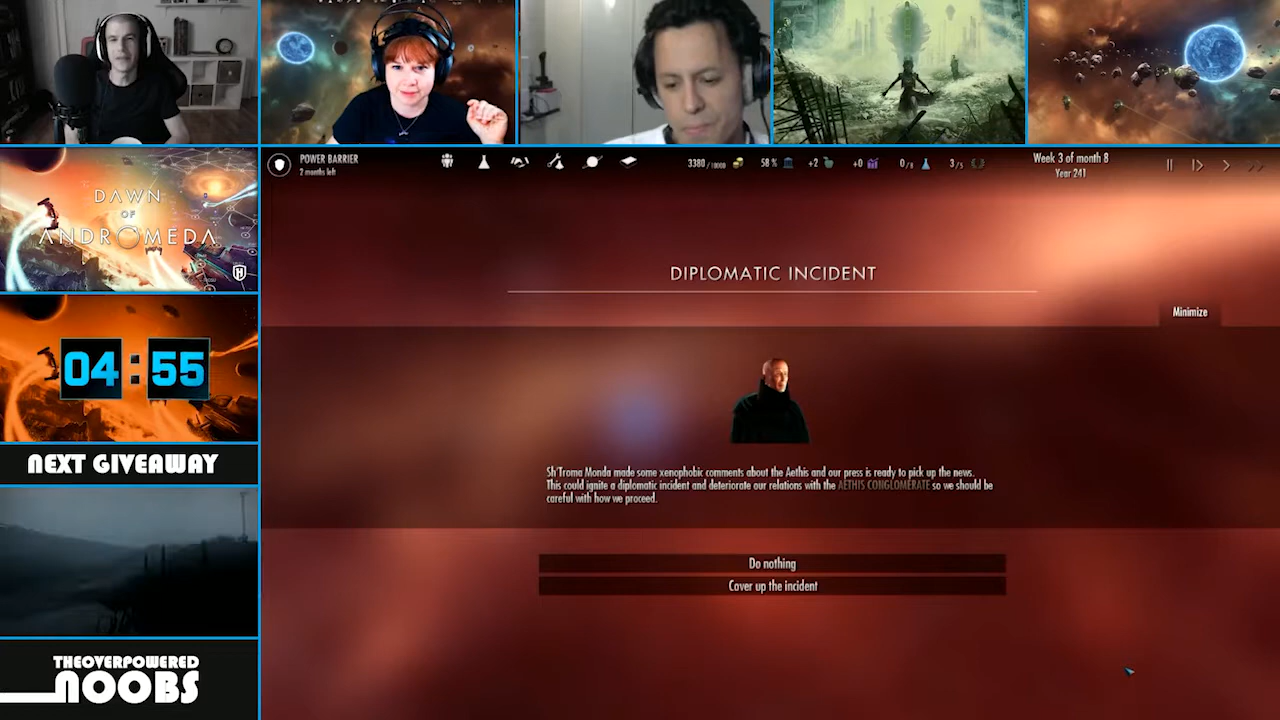 POWER BARRIER
2 months left
3380 / 10000
58 %
+2
+0
0/8
3/5
Week 3 of month 8
Year 241
DAWN
OF
ANDROMEDA
DIPLOMATIC INCIDENT
Minimize
04:55
NEXT GIVEAWAY
Sh'Troma Monda made some xenophobic comments about the Aethis and our press is ready to pick up the news.
This could ignite a diplomatic incident and deteriorate our relations with the AETHIS CONGLOMERATE so we should be
careful with how we proceed.
Do nothing
Cover up the incident
THEOVERPOWERED
NOOBS